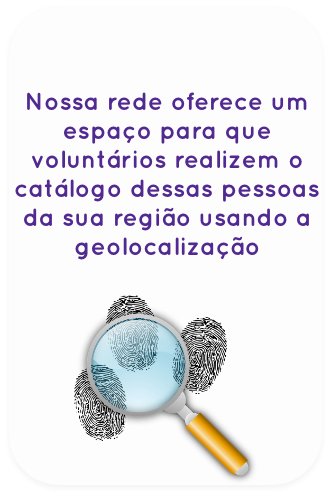 Nossa rede oferece um
espaço para que
voluntários realizem o
catálogo dessas pessoas
da sua região usando a
geolocalização